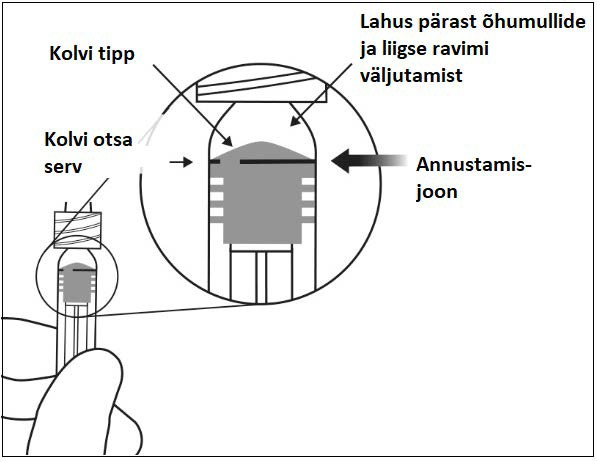 Lahus pärast õhumullide
ja liigse ravimi
väljutamist
Kolvi tipp
Kolvi otsa
serv
Annustamis-
joon